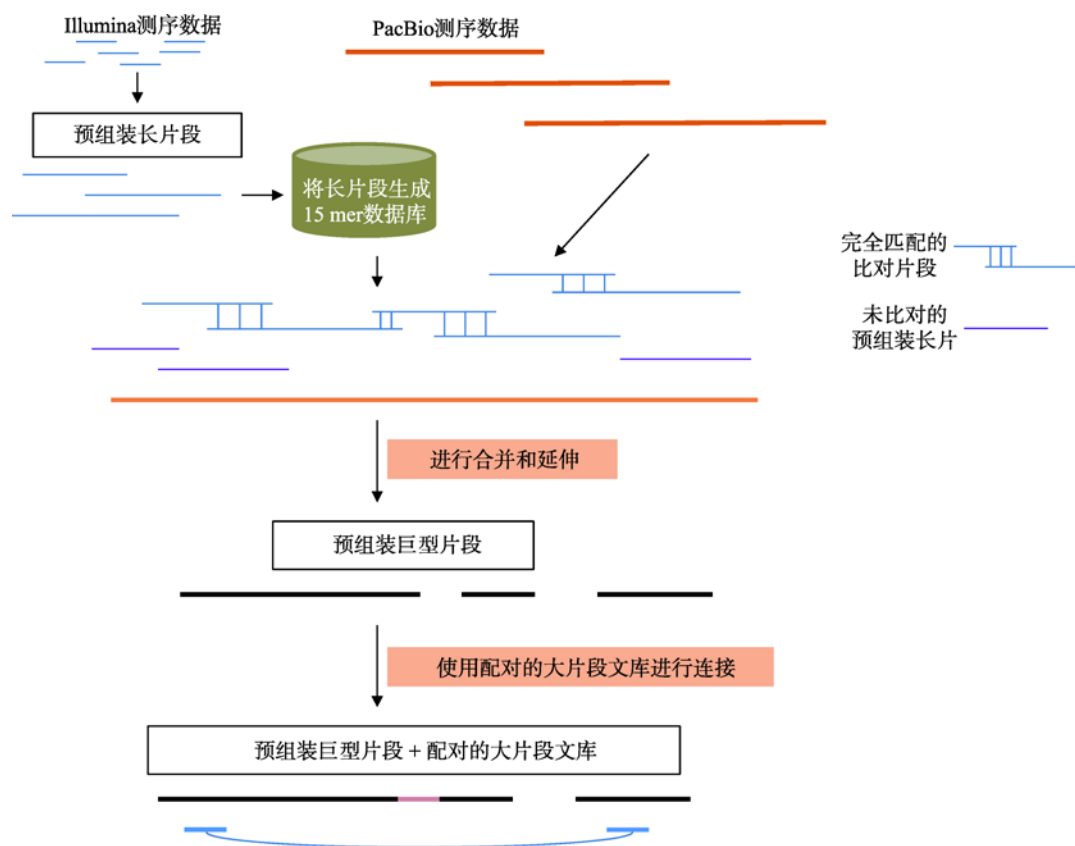 Illumina测序数据
PacBio测序数据
预组装长片段
将长片段生成
15 mer数据库
完全匹配的
比对片段
未比对的
预组装长片
进行合并和延伸
预组装巨型片段
使用配对的大片段文库进行连接
预组装巨型片段 + 配对的大片段文库